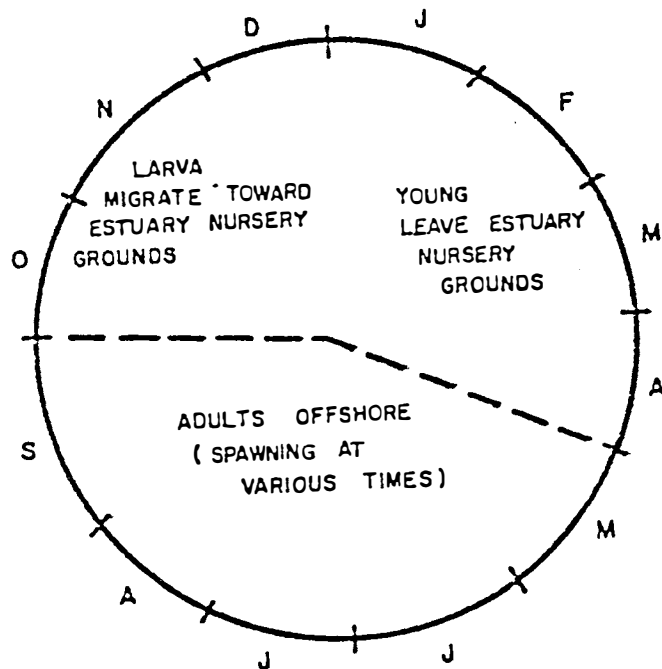 D
J
N
F
LARVA
MIGRATE TOWARD
ESTUARY NURSERY
GROUNDS
YOUNG
LEAVE ESTUARY
NURSERY
GROUNDS
O
M
A
ADULTS OFFSHORE
(SPAWNING AT
VARIOUS TIMES)
S
M
A
J
J